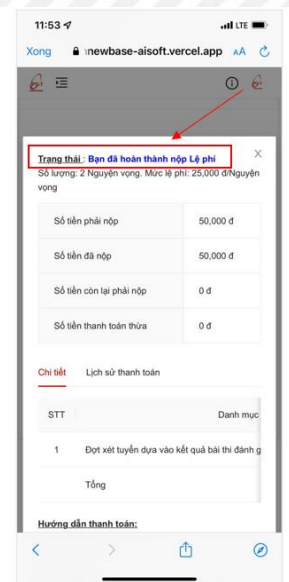 11:53
LTE
Xong
newbase-aisoft.vercel.app
AA
Trạng thái : Bạn đã hoàn thành nộp Lệ phí
Số lượng: 2 Nguyện vọng. Mức lệ phí: 25,000 đ/Nguyện
vọng
Số tiền phải nộp 50,000 đ
Số tiền đã nộp 50,000 đ
Số tiền còn lại phải nộp 0 đ
Số tiền thanh toán thừa 0 đ
Chi tiết Lịch sử thanh toán
STT Danh mục
1 Đợt xét tuyển dựa vào kết quả bài thi đánh g
Tổng
Hướng dẫn thanh toán: